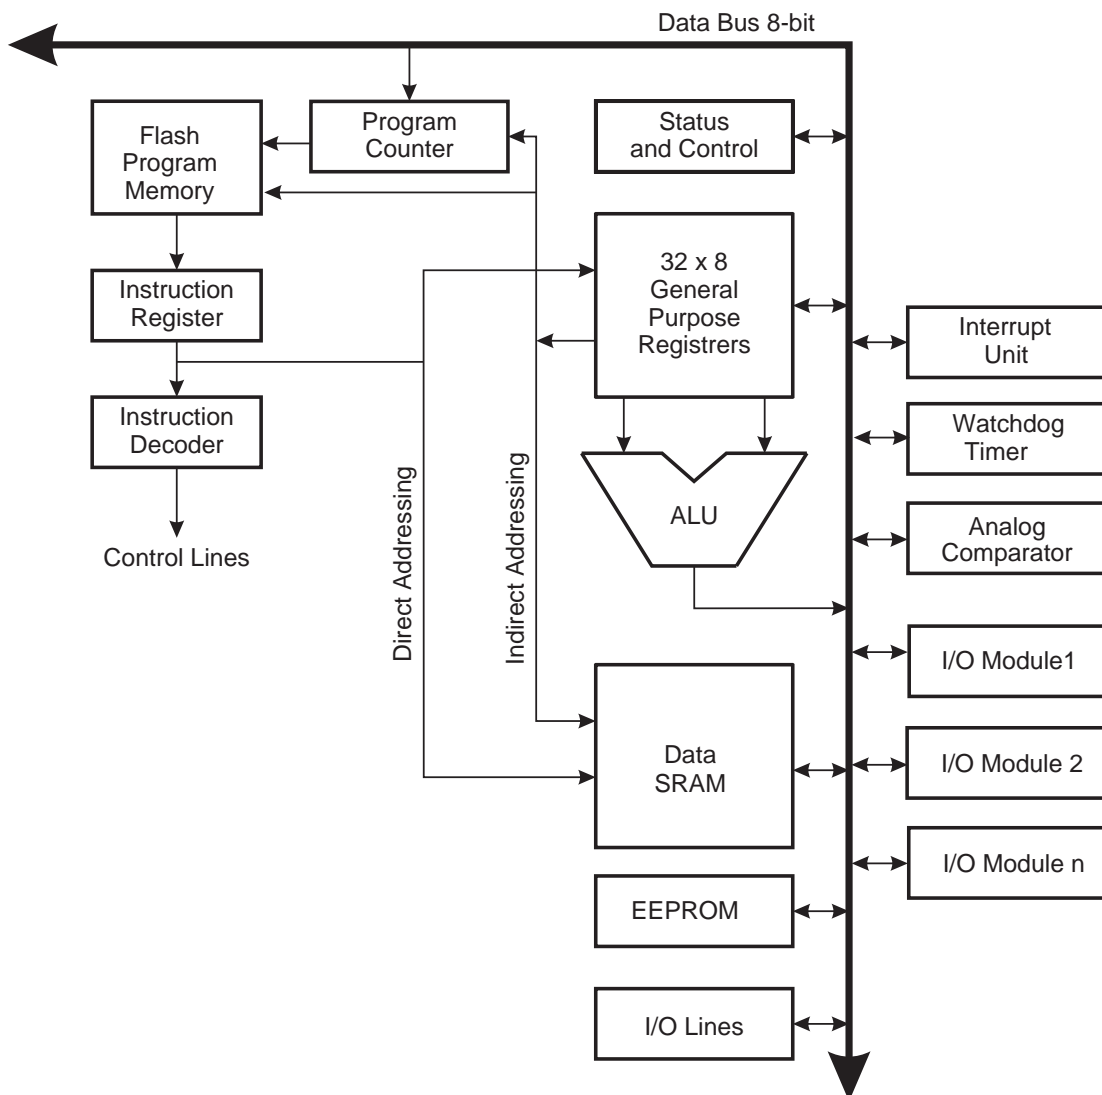 Data Bus 8-bit
Flash
Program
Memory
Program
Counter
Status
and Control
32 x 8
General
Purpose
Registrers
Instruction
Register
Instruction
Decoder
Control Lines
Direct Addressing
Indirect Addressing
ALU
Interrupt
Unit
Watchdog
Timer
Analog
Comparator
I/O Module1
Data
SRAM
I/O Module 2
I/O Module n
EEPROM
I/O Lines